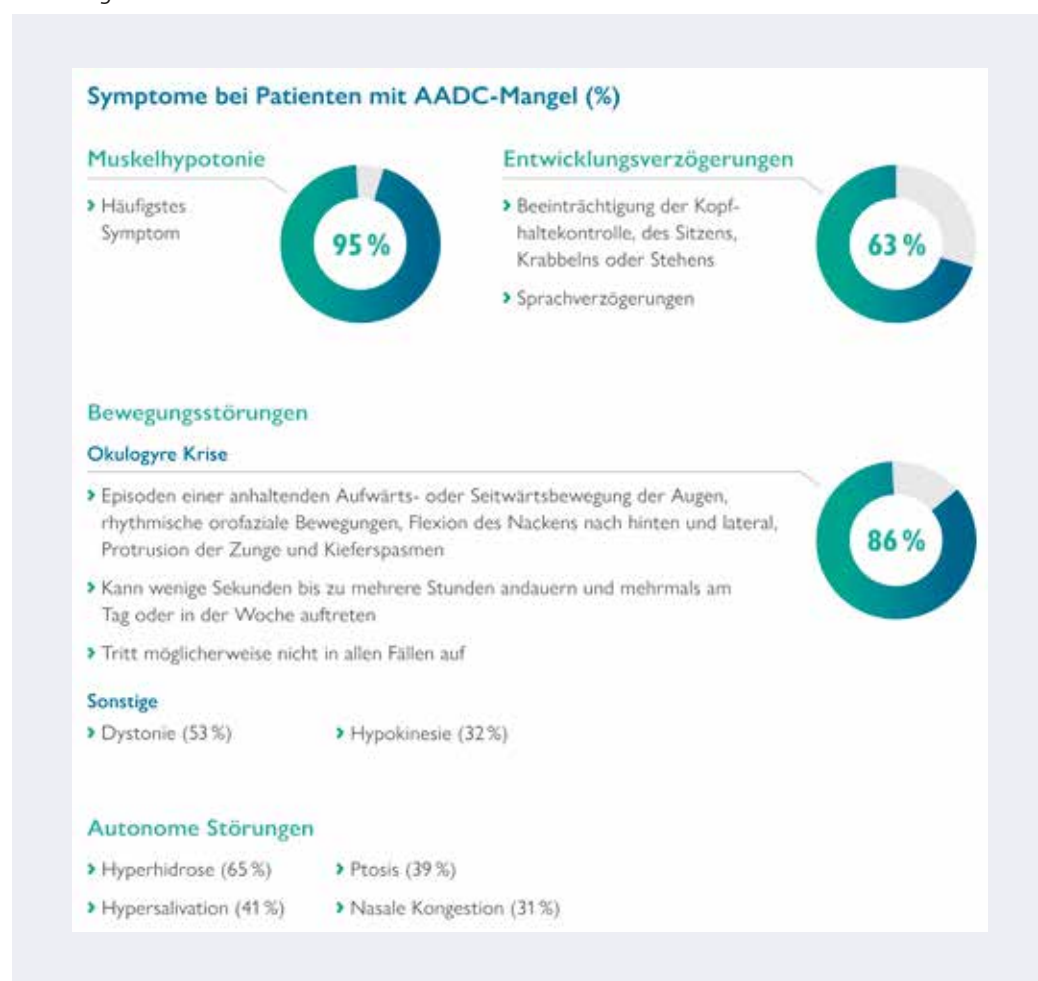 Symptome bei Patienten mit AADC-Mangel (%)
Muskelhypotonie
Häufigstes
Symptom
95 %
Entwicklungsverzögerungen
Beeinträchtigung der Kopf-
haltekontrolle, des Sitzens,
Krabbelns oder Stehens
Sprachverzögerungen
63 %
Bewegungsstörungen
Okulogyre Krise
Episoden einer anhaltenden Aufwärts- oder Seitwärtsbewegung der Augen,
rhythmische orofaziale Bewegungen, Flexion des Nackens nach hinten und lateral,
Protrusion der Zunge und Kieferspasmen
Kann wenige Sekunden bis zu mehrere Stunden andauern und mehrmals am
Tag oder in der Woche auftreten
Tritt möglicherweise nicht in allen Fällen auf
86 %
Sonstige
Dystonie (53 %)
Hypokinesie (32 %)
Autonome Störungen
Hyperhidrose (65 %)
Ptosis (39 %)
Hypersalivation (41 %)
Nasale Kongestion (31 %)